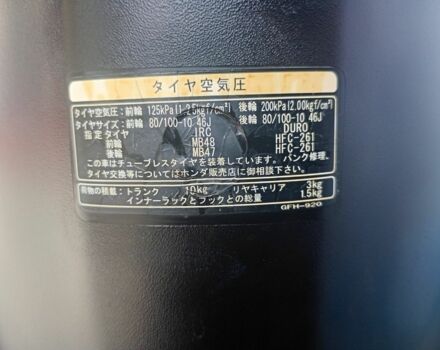 タイヤ空気圧
タイヤ空気圧：前輪 125kPa(1.25kgf/cm²) 後輪 200kPa(2.00kgf/cm²)
タイヤサイズ：前輪 80/100-10 46J 後輪 80/100-10 46J
指定タイヤ IRC DURO
前輪 MB48 HFC-261
後輪 MB47 HFC-261
この車はチューブレスタイヤを装着しています。パンク修理、
タイヤ交換等についてはホンダ販売店に御相談下さい。
荷物の積載：トランク 10kg リヤキャリア 3kg
インナーラックとフックとの総量 1.5kg
GFH-920